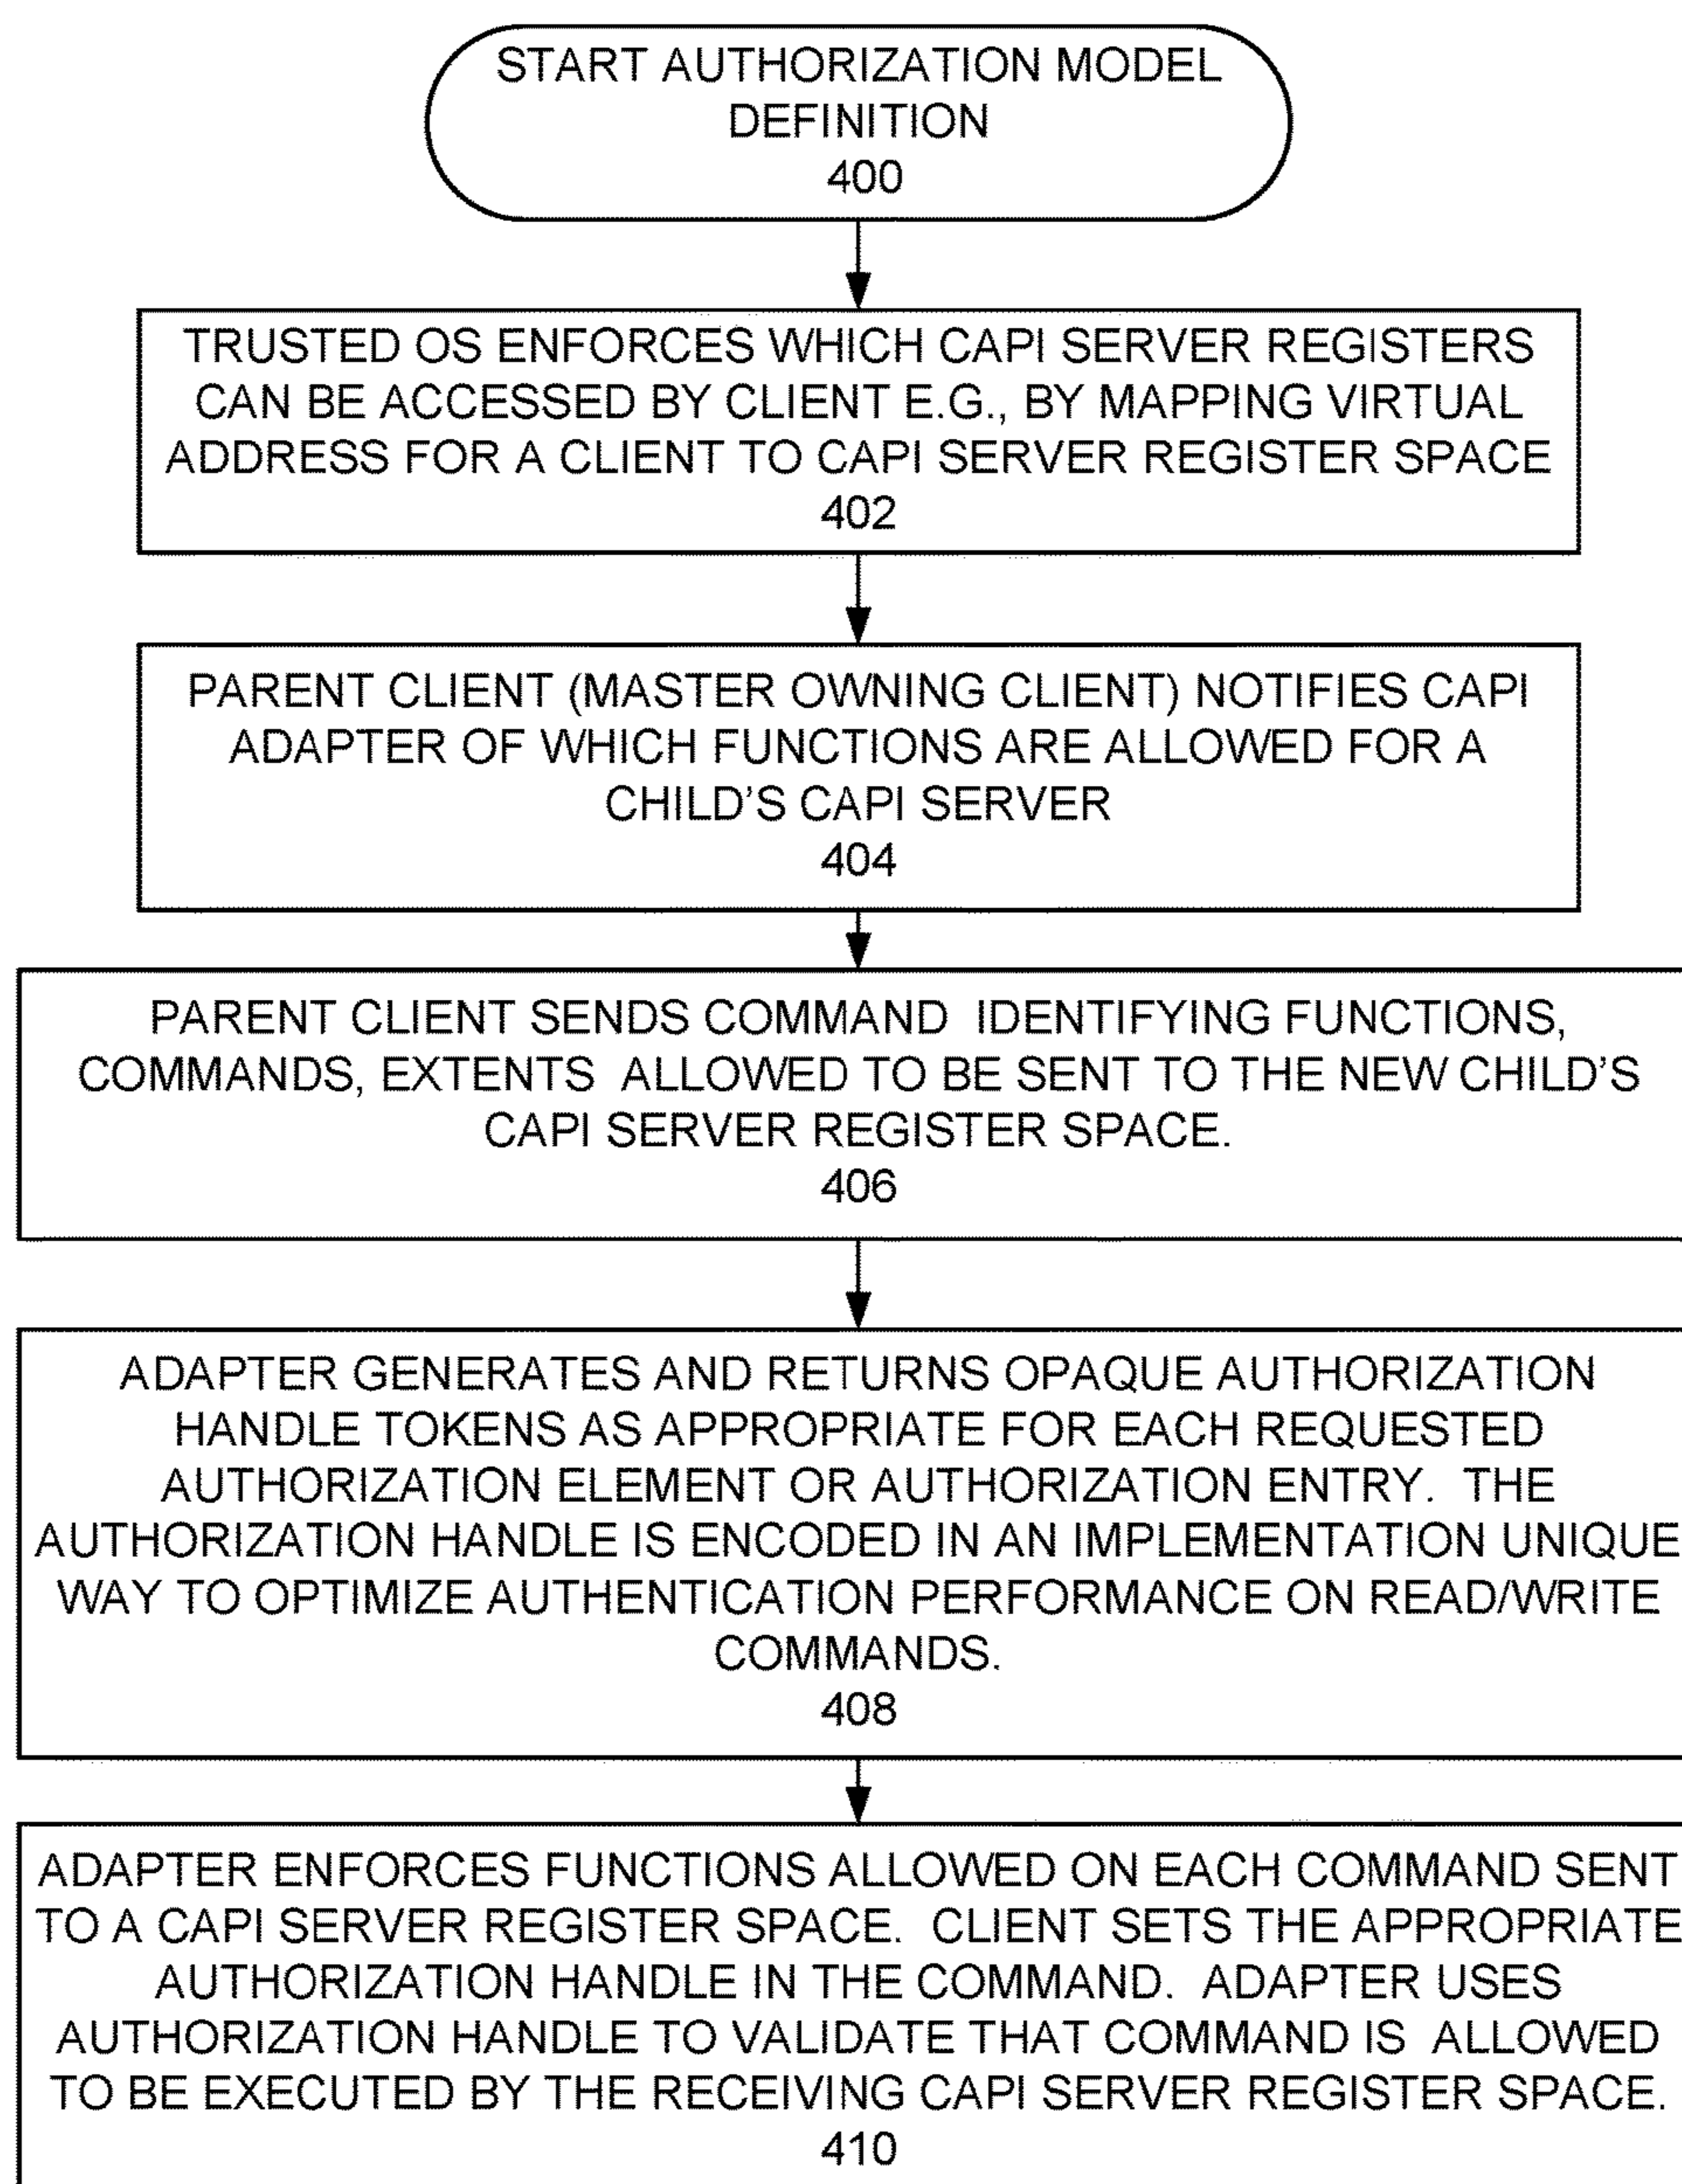 START AUTHORIZATION MODEL
DEFINITION
400
TRUSTED OS ENFORCES WHICH CAPI SERVER REGISTERS
CAN BE ACCESSED BY CLIENT E.G., BY MAPPING VIRTUAL
ADDRESS FOR A CLIENT TO CAPI SERVER REGISTER SPACE
402
PARENT CLIENT (MASTER OWNING CLIENT) NOTIFIES CAPI
ADAPTER OF WHICH FUNCTIONS ARE ALLOWED FOR A
CHILD'S CAPI SERVER
404
PARENT CLIENT SENDS COMMAND IDENTIFYING FUNCTIONS,
COMMANDS, EXTENTS ALLOWED TO BE SENT TO THE NEW CHILD'S
CAPI SERVER REGISTER SPACE.
406
ADAPTER GENERATES AND RETURNS OPAQUE AUTHORIZATION
HANDLE TOKENS AS APPROPRIATE FOR EACH REQUESTED
AUTHORIZATION ELEMENT OR AUTHORIZATION ENTRY. THE
AUTHORIZATION HANDLE IS ENCODED IN AN IMPLEMENTATION UNIQUE
WAY TO OPTIMIZE AUTHENTICATION PERFORMANCE ON READ/WRITE
COMMANDS.
408
ADAPTER ENFORCES FUNCTIONS ALLOWED ON EACH COMMAND SENT
TO A CAPI SERVER REGISTER SPACE. CLIENT SETS THE APPROPRIATE
AUTHORIZATION HANDLE IN THE COMMAND. ADAPTER USES
AUTHORIZATION HANDLE TO VALIDATE THAT COMMAND IS ALLOWED
TO BE EXECUTED BY THE RECEIVING CAPI SERVER REGISTER SPACE.
410